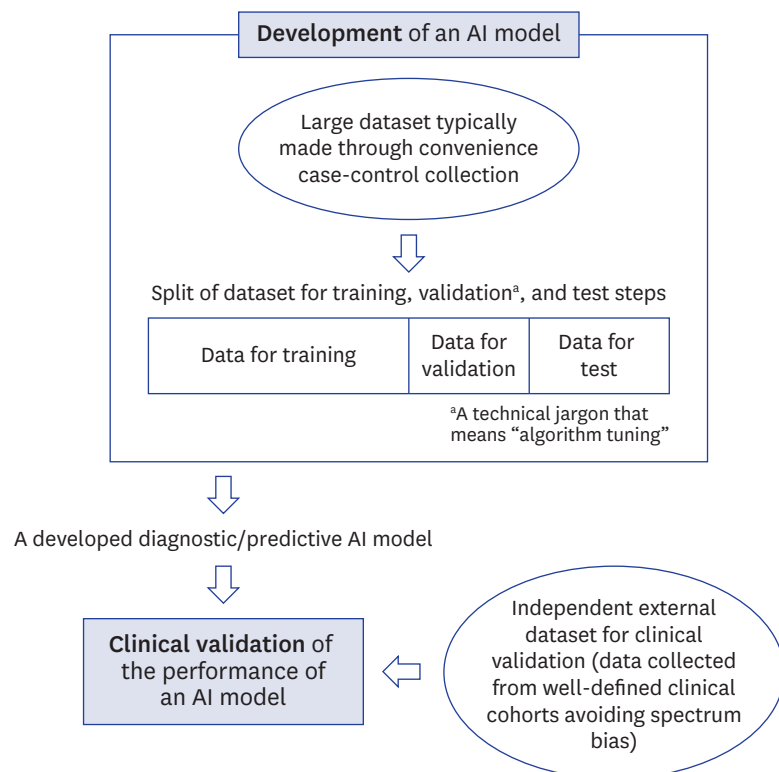 Development of an AI model
Large dataset typically
made through convenience
case-control collection
Split of dataset for training, validationᵃ, and test steps
Data for training
Data for
validation
Data for
test
ᵃA technical jargon that
means “algorithm tuning”
A developed diagnostic/predictive AI model
Clinical validation of
the performance of
an AI model
Independent external
dataset for clinical
validation (data collected
from well-defined clinical
cohorts avoiding spectrum
bias)